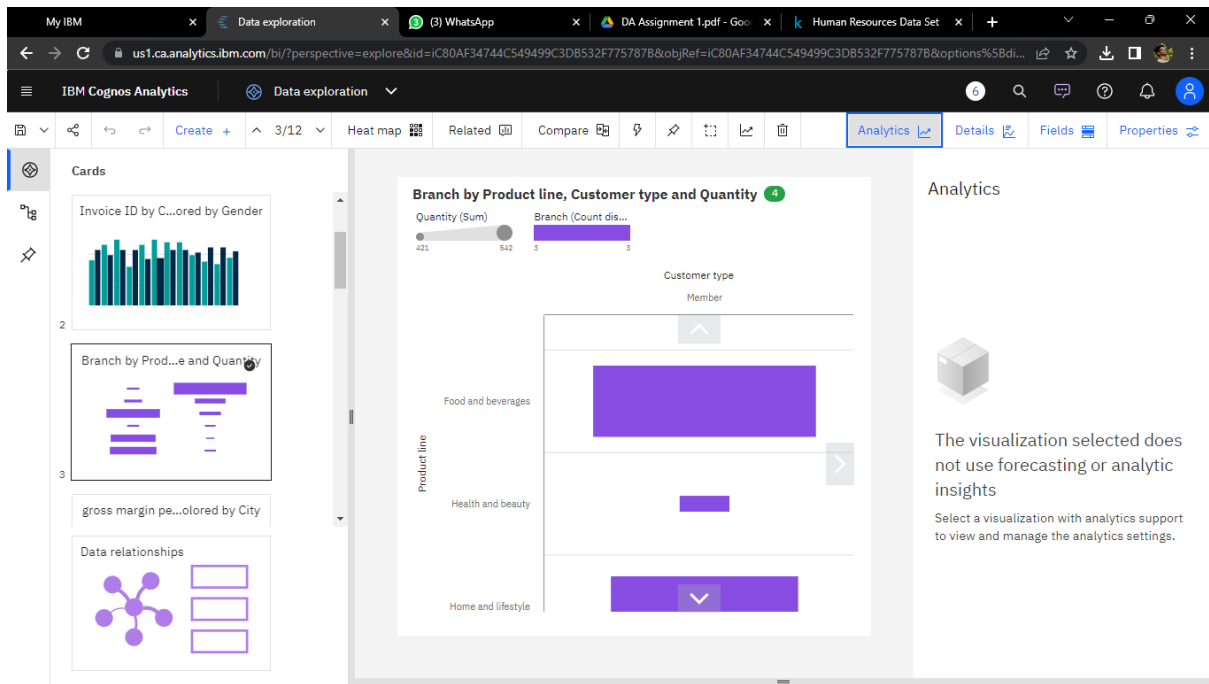 My IBM
Data exploration
(3) WhatsApp
DA Assignment 1.pdf - Goo
Human Resources Data Set
us1.ca.analytics.ibm.com/bi/?perspective=explore&id=iC80AF34744C549499C3DB532F775787B&objRef=iC80AF34744C549499C3DB532F775787B&options%5Bdi...
IBM Cognos Analytics
Data exploration
6
Create +
3/12
Heat map
Related
Compare
Analytics
Details
Fields
Properties
Cards
Invoice ID by C...ored by Gender
2
Branch by Prod...e and Quantity
3
gross margin pe...olored by City
Data relationships
Branch by Product line, Customer type and Quantity 4
Quantity (Sum)
421 642
Branch (Count dis...
3 3
Customer type
Member
Product line
Food and beverages
Health and beauty
Home and lifestyle
Analytics
The visualization selected does
not use forecasting or analytic
insights
Select a visualization with analytics support
to view and manage the analytics settings.